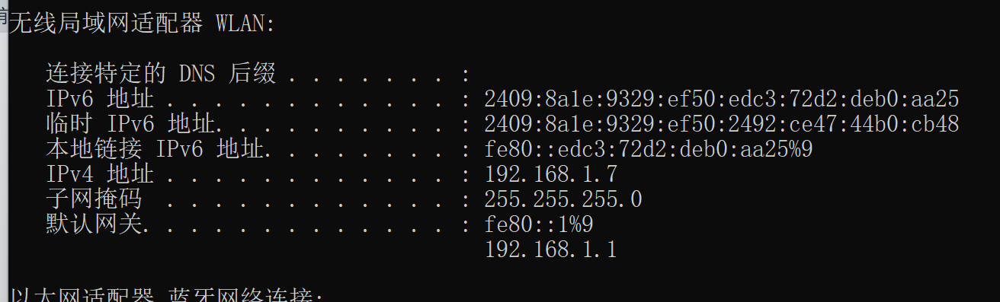 无线局域网适配器 WLAN:
连接特定的 DNS 后缀 . . . . . . . :
IPv6 地址 . . . . . . . . . . . . : 2409:8a1e:9329:ef50:edc3:72d2:deb0:aa25
临时 IPv6 地址. . . . . . . . . . : 2409:8a1e:9329:ef50:2492:ce47:44b0:cb48
本地链接 IPv6 地址. . . . . . . . : fe80::edc3:72d2:deb0:aa25%9
IPv4 地址 . . . . . . . . . . . . : 192.168.1.7
子网掩码  . . . . . . . . . . . . : 255.255.255.0
默认网关. . . . . . . . . . . . . : fe80::1%9
192.168.1.1
以太网适配器 蓝牙网络连接: